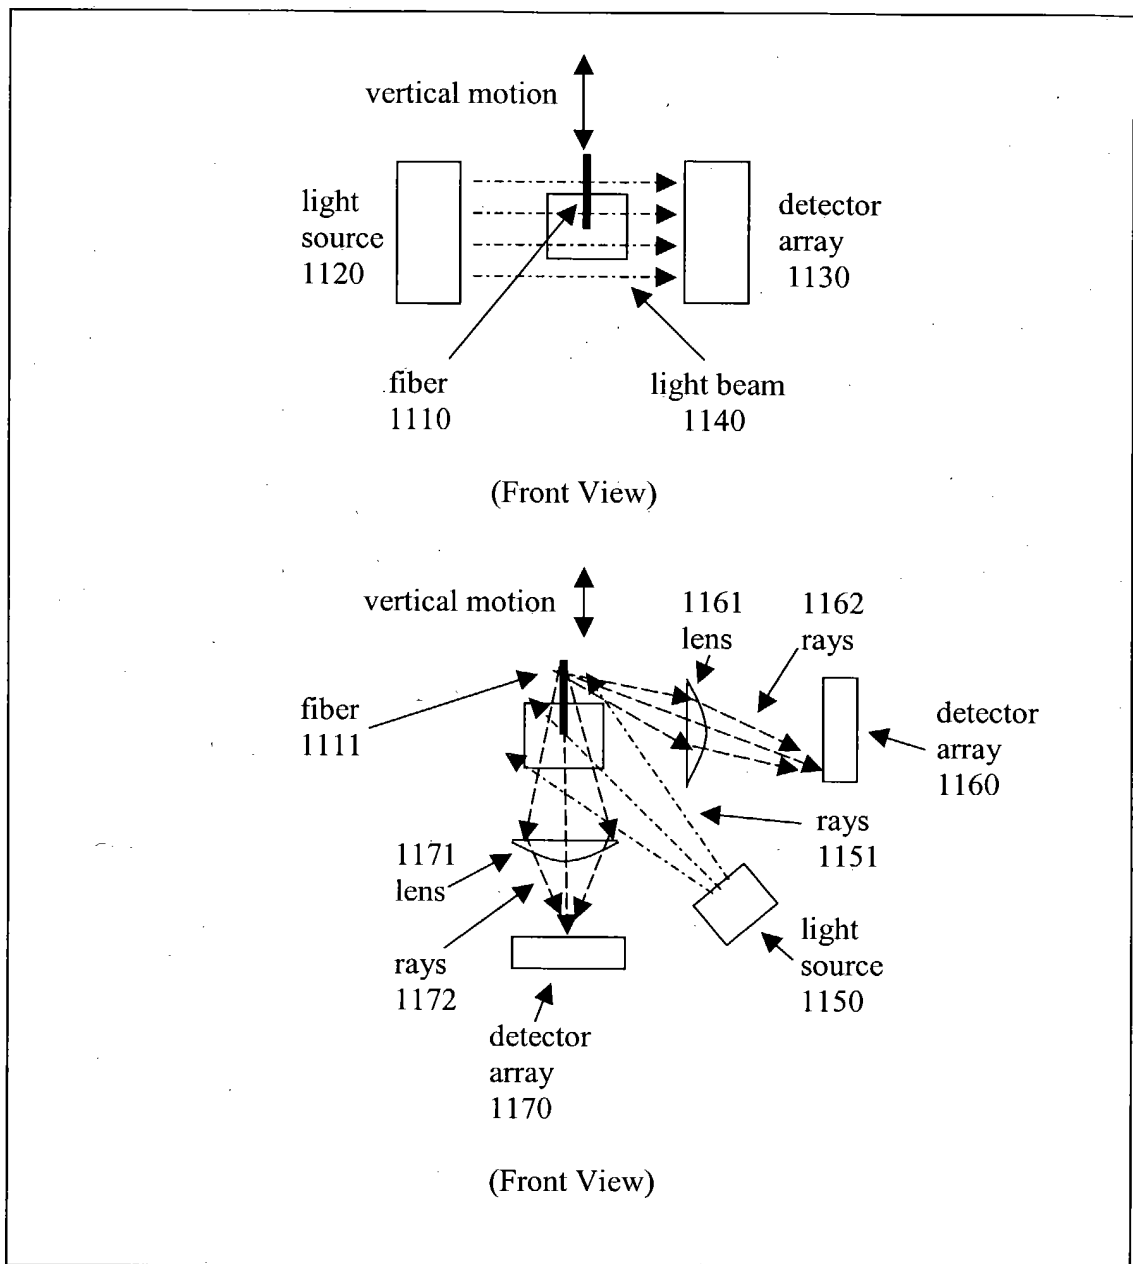 vertical motion
light
source
1120
detector
array
1130
fiber
1110
light beam
1140
(Front View)
vertical motion
1161
lens
1162
rays
fiber
1111
detector
array
1160
rays
1151
1171
lens
light
source
1150
rays
1172
detector
array
1170
(Front View)